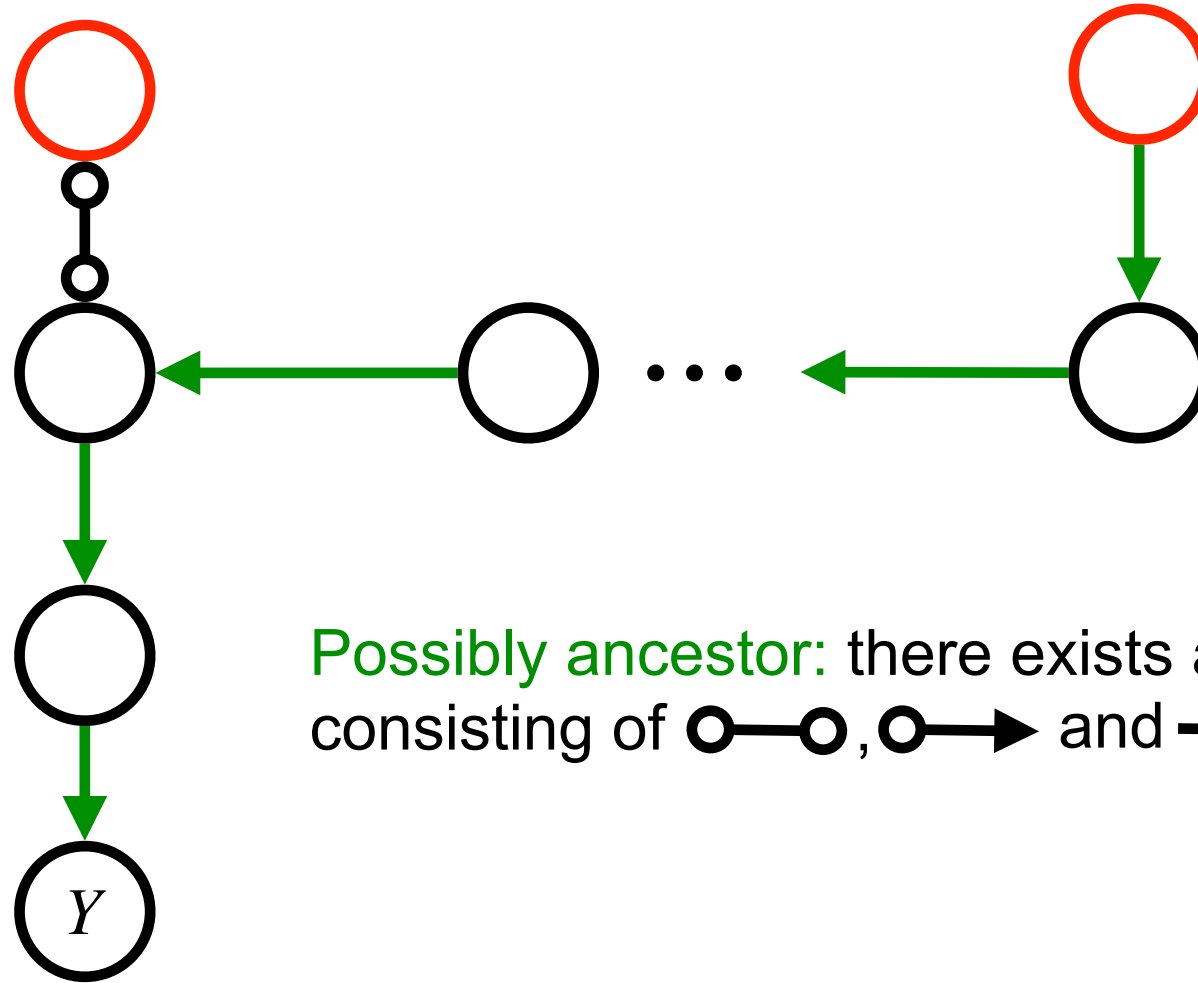 Possibly ancestor: there exists a
consisting of , and
Y